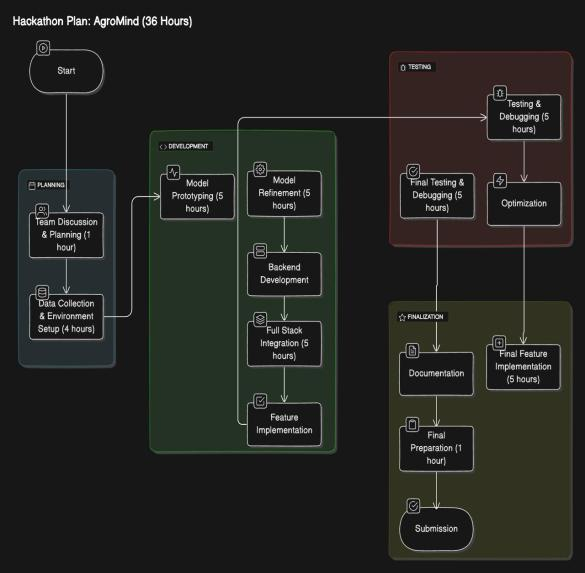 Hackathon Plan: AgroMind (36 Hours)
Start
PLANNING
Team Discussion
& Planning (1
hour)
Data Collection
& Environment
Setup (4 hours)
DEVELOPMENT
Model
Prototyping (5
hours)
Model
Refinement (5
hours)
Backend
Development
Full Stack
Integration (5
hours)
Feature
Implementation
TESTING
Testing &
Debugging (5
hours)
Final Testing &
Debugging (5
hours)
Optimization
FINALIZATION
Documentation
Final Feature
Implementation
(5 hours)
Final
Preparation (1
hour)
Submission